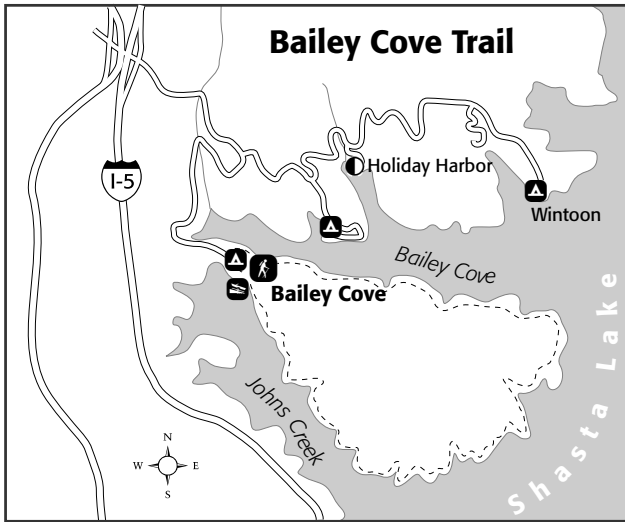 Bailey Cove Trail
I-5
Holiday Harbor
Wintoon
Bailey Cove
Bailey Cove
Johns Creek
Shasta Lake
N
W E
S